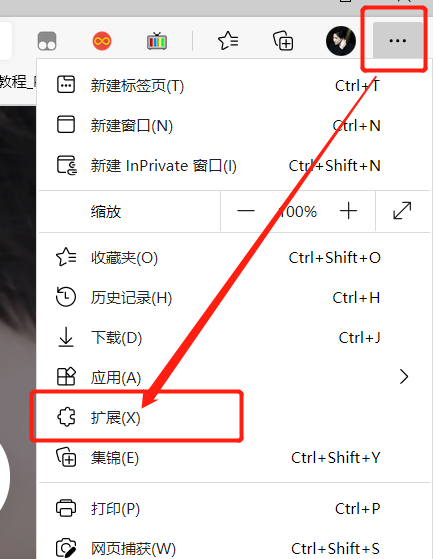 教程_
新建标签页(T) Ctrl+T
新建窗口(N) Ctrl+N
新建 InPrivate 窗口(I) Ctrl+Shift+N
缩放 100%
收藏夹(O) Ctrl+Shift+O
历史记录(H) Ctrl+H
下载(D) Ctrl+J
应用(A)
扩展(X)
集锦(E) Ctrl+Shift+Y
打印(P) Ctrl+P
网页捕获(W) Ctrl+Shift+S